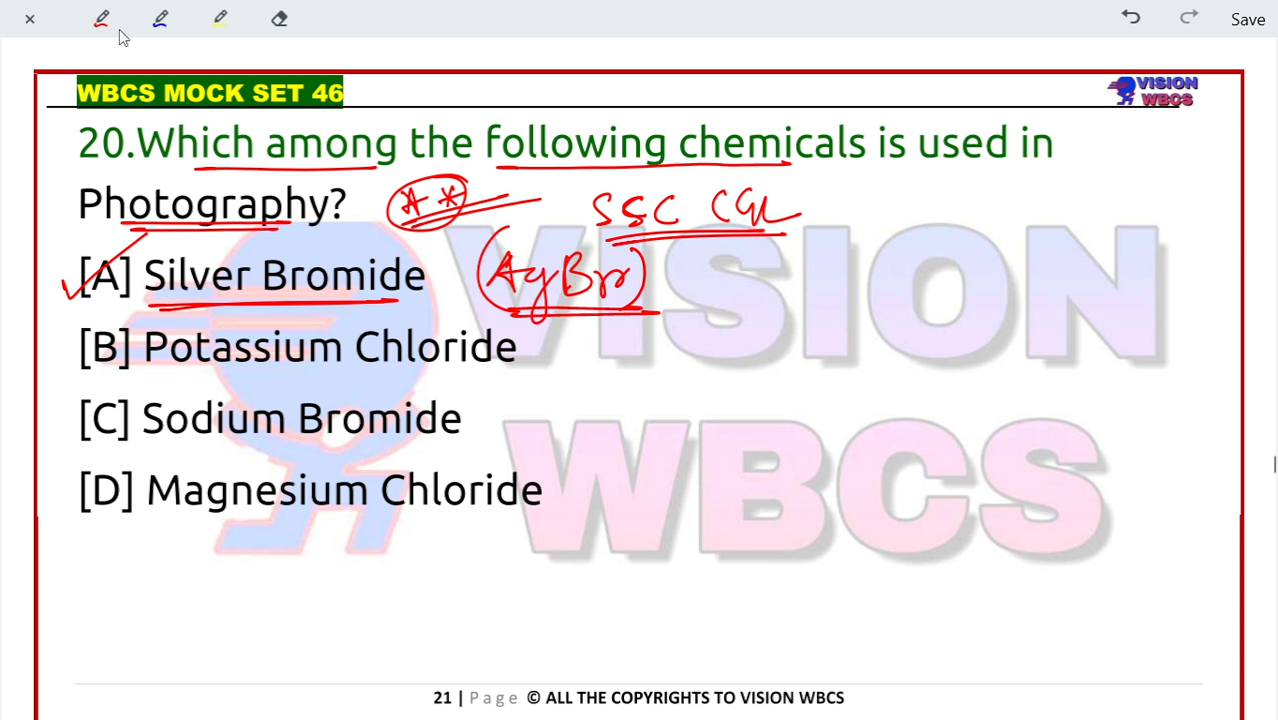 Save
WBCS MOCK SET 46
VISION
WBCS
20.Which among the following chemicals is used in
Photography? ** SSC CGL
[A] Silver Bromide (AgBr)
[B] Potassium Chloride
[C] Sodium Bromide
[D] Magnesium Chloride
VISION
WBCS
21 | Page © ALL THE COPYRIGHTS TO VISION WBCS